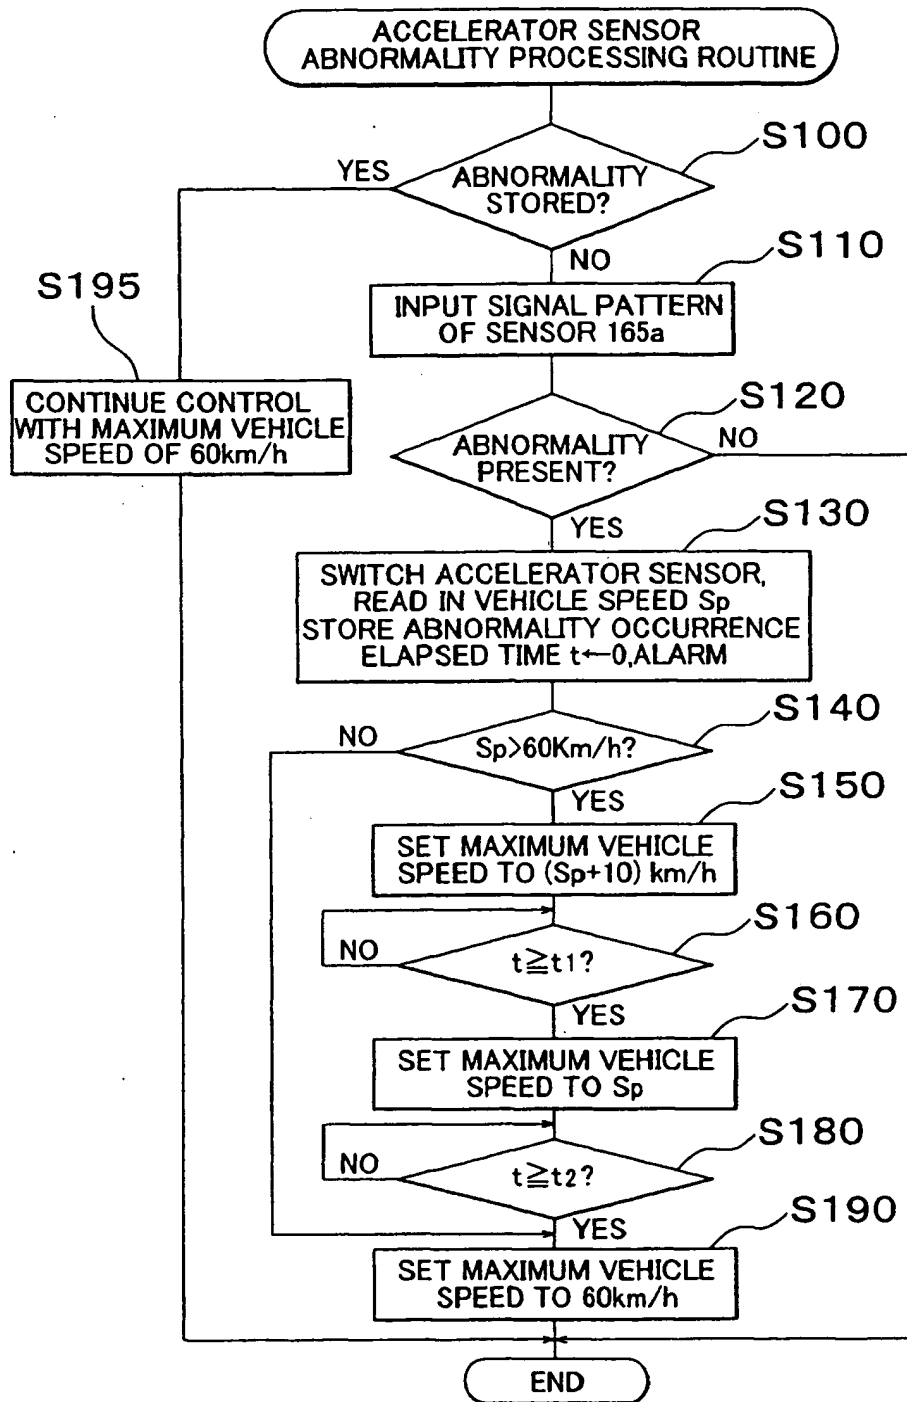 ACCELERATOR SENSOR
ABNORMALITY PROCESSING ROUTINE
S100
YES
ABNORMALITY
STORED?
NO
S110
INPUT SIGNAL PATTERN
OF SENSOR 165a
S195
CONTINUE CONTROL
WITH MAXIMUM VEHICLE
SPEED OF 60km/h
S120
ABNORMALITY
PRESENT?
NO
YES
S130
SWITCH ACCELERATOR SENSOR,
READ IN VEHICLE SPEED Sp
STORE ABNORMALITY OCCURRENCE
ELAPSED TIME t←0,ALARM
S140
NO
Sp>60Km/h?
YES
S150
SET MAXIMUM VEHICLE
SPEED TO (Sp+10) km/h
S160
NO
t≧t1?
YES
S170
SET MAXIMUM VEHICLE
SPEED TO Sp
S180
NO
t≧t2?
YES
S190
SET MAXIMUM VEHICLE
SPEED TO 60km/h
END